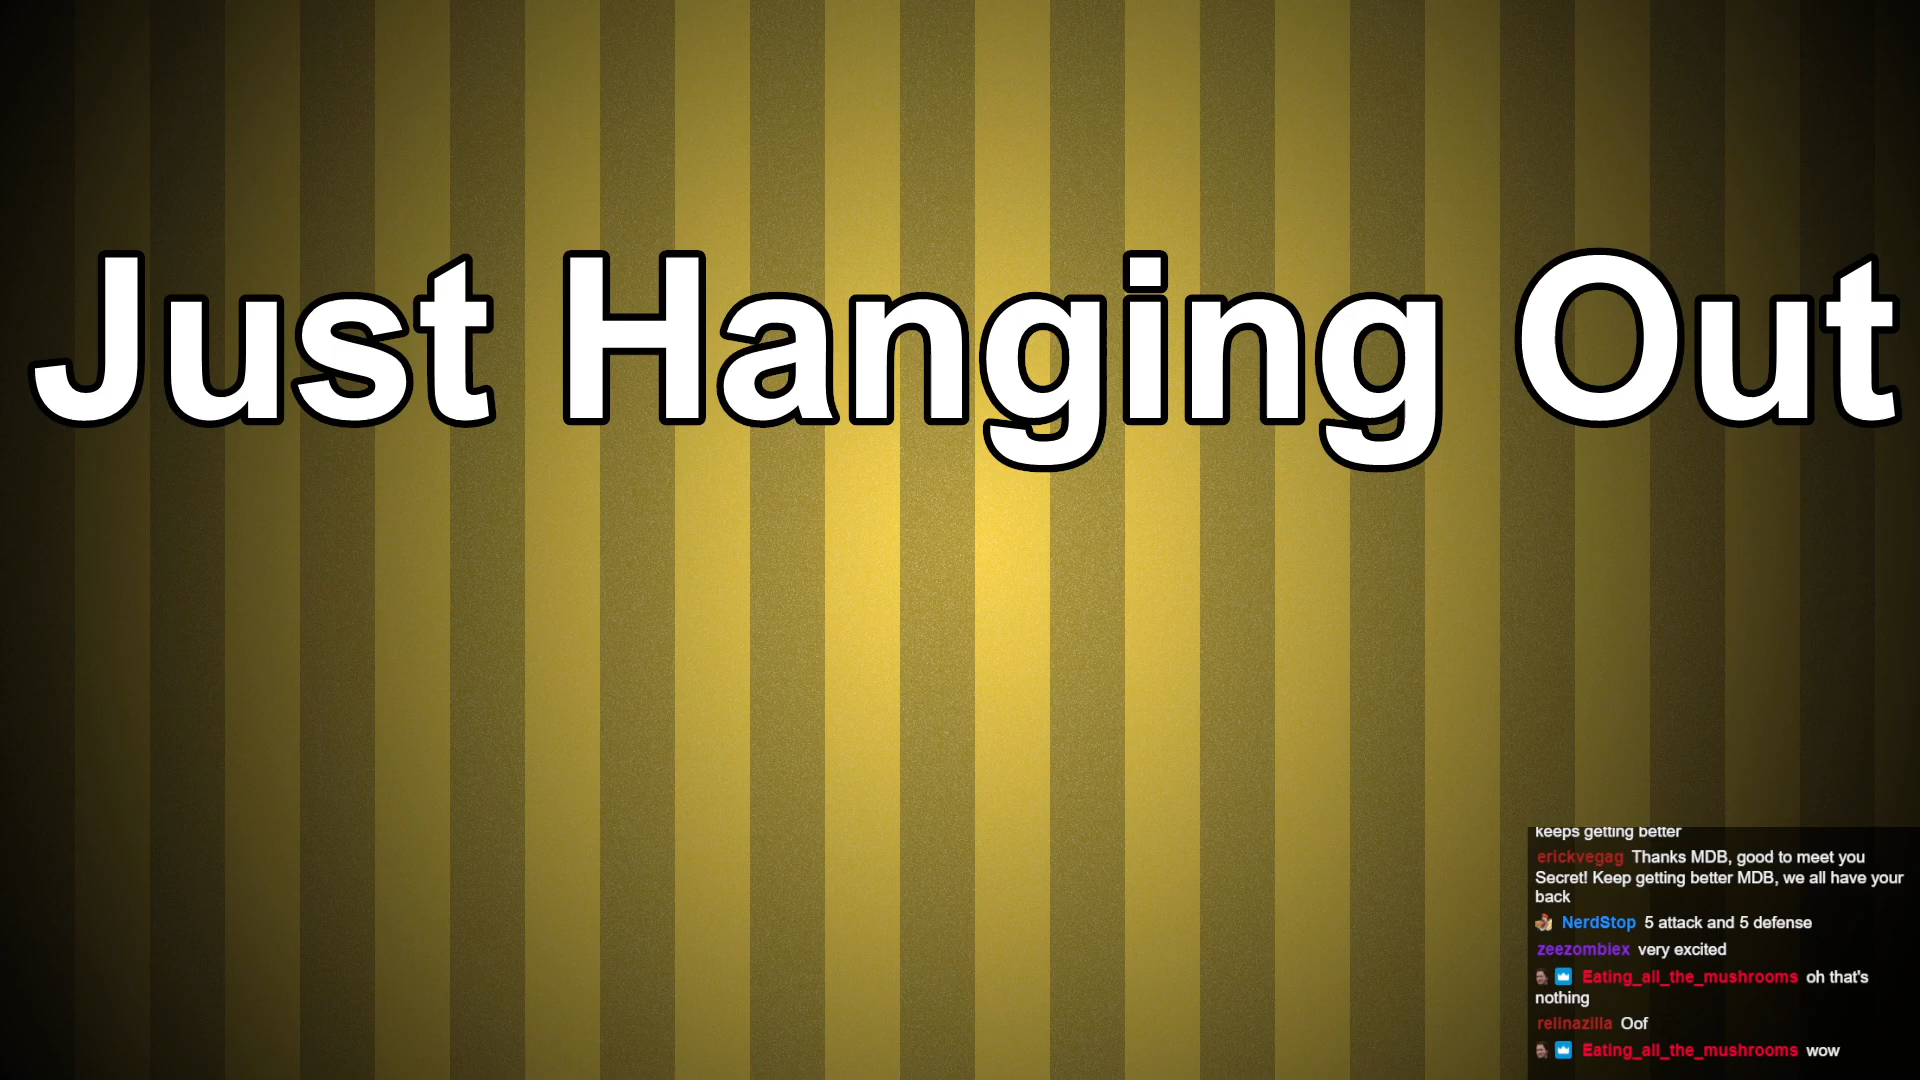 Just Hanging Out
keeps getting better
erickvegag Thanks MDB, good to meet you
Secret! Keep getting better MDB, we all have your
back
NerdStop 5 attack and 5 defense
zeezombiex very excited
Eating_all_the_mushrooms oh that's
nothing
relinazilla Oof
Eating_all_the_mushrooms wow